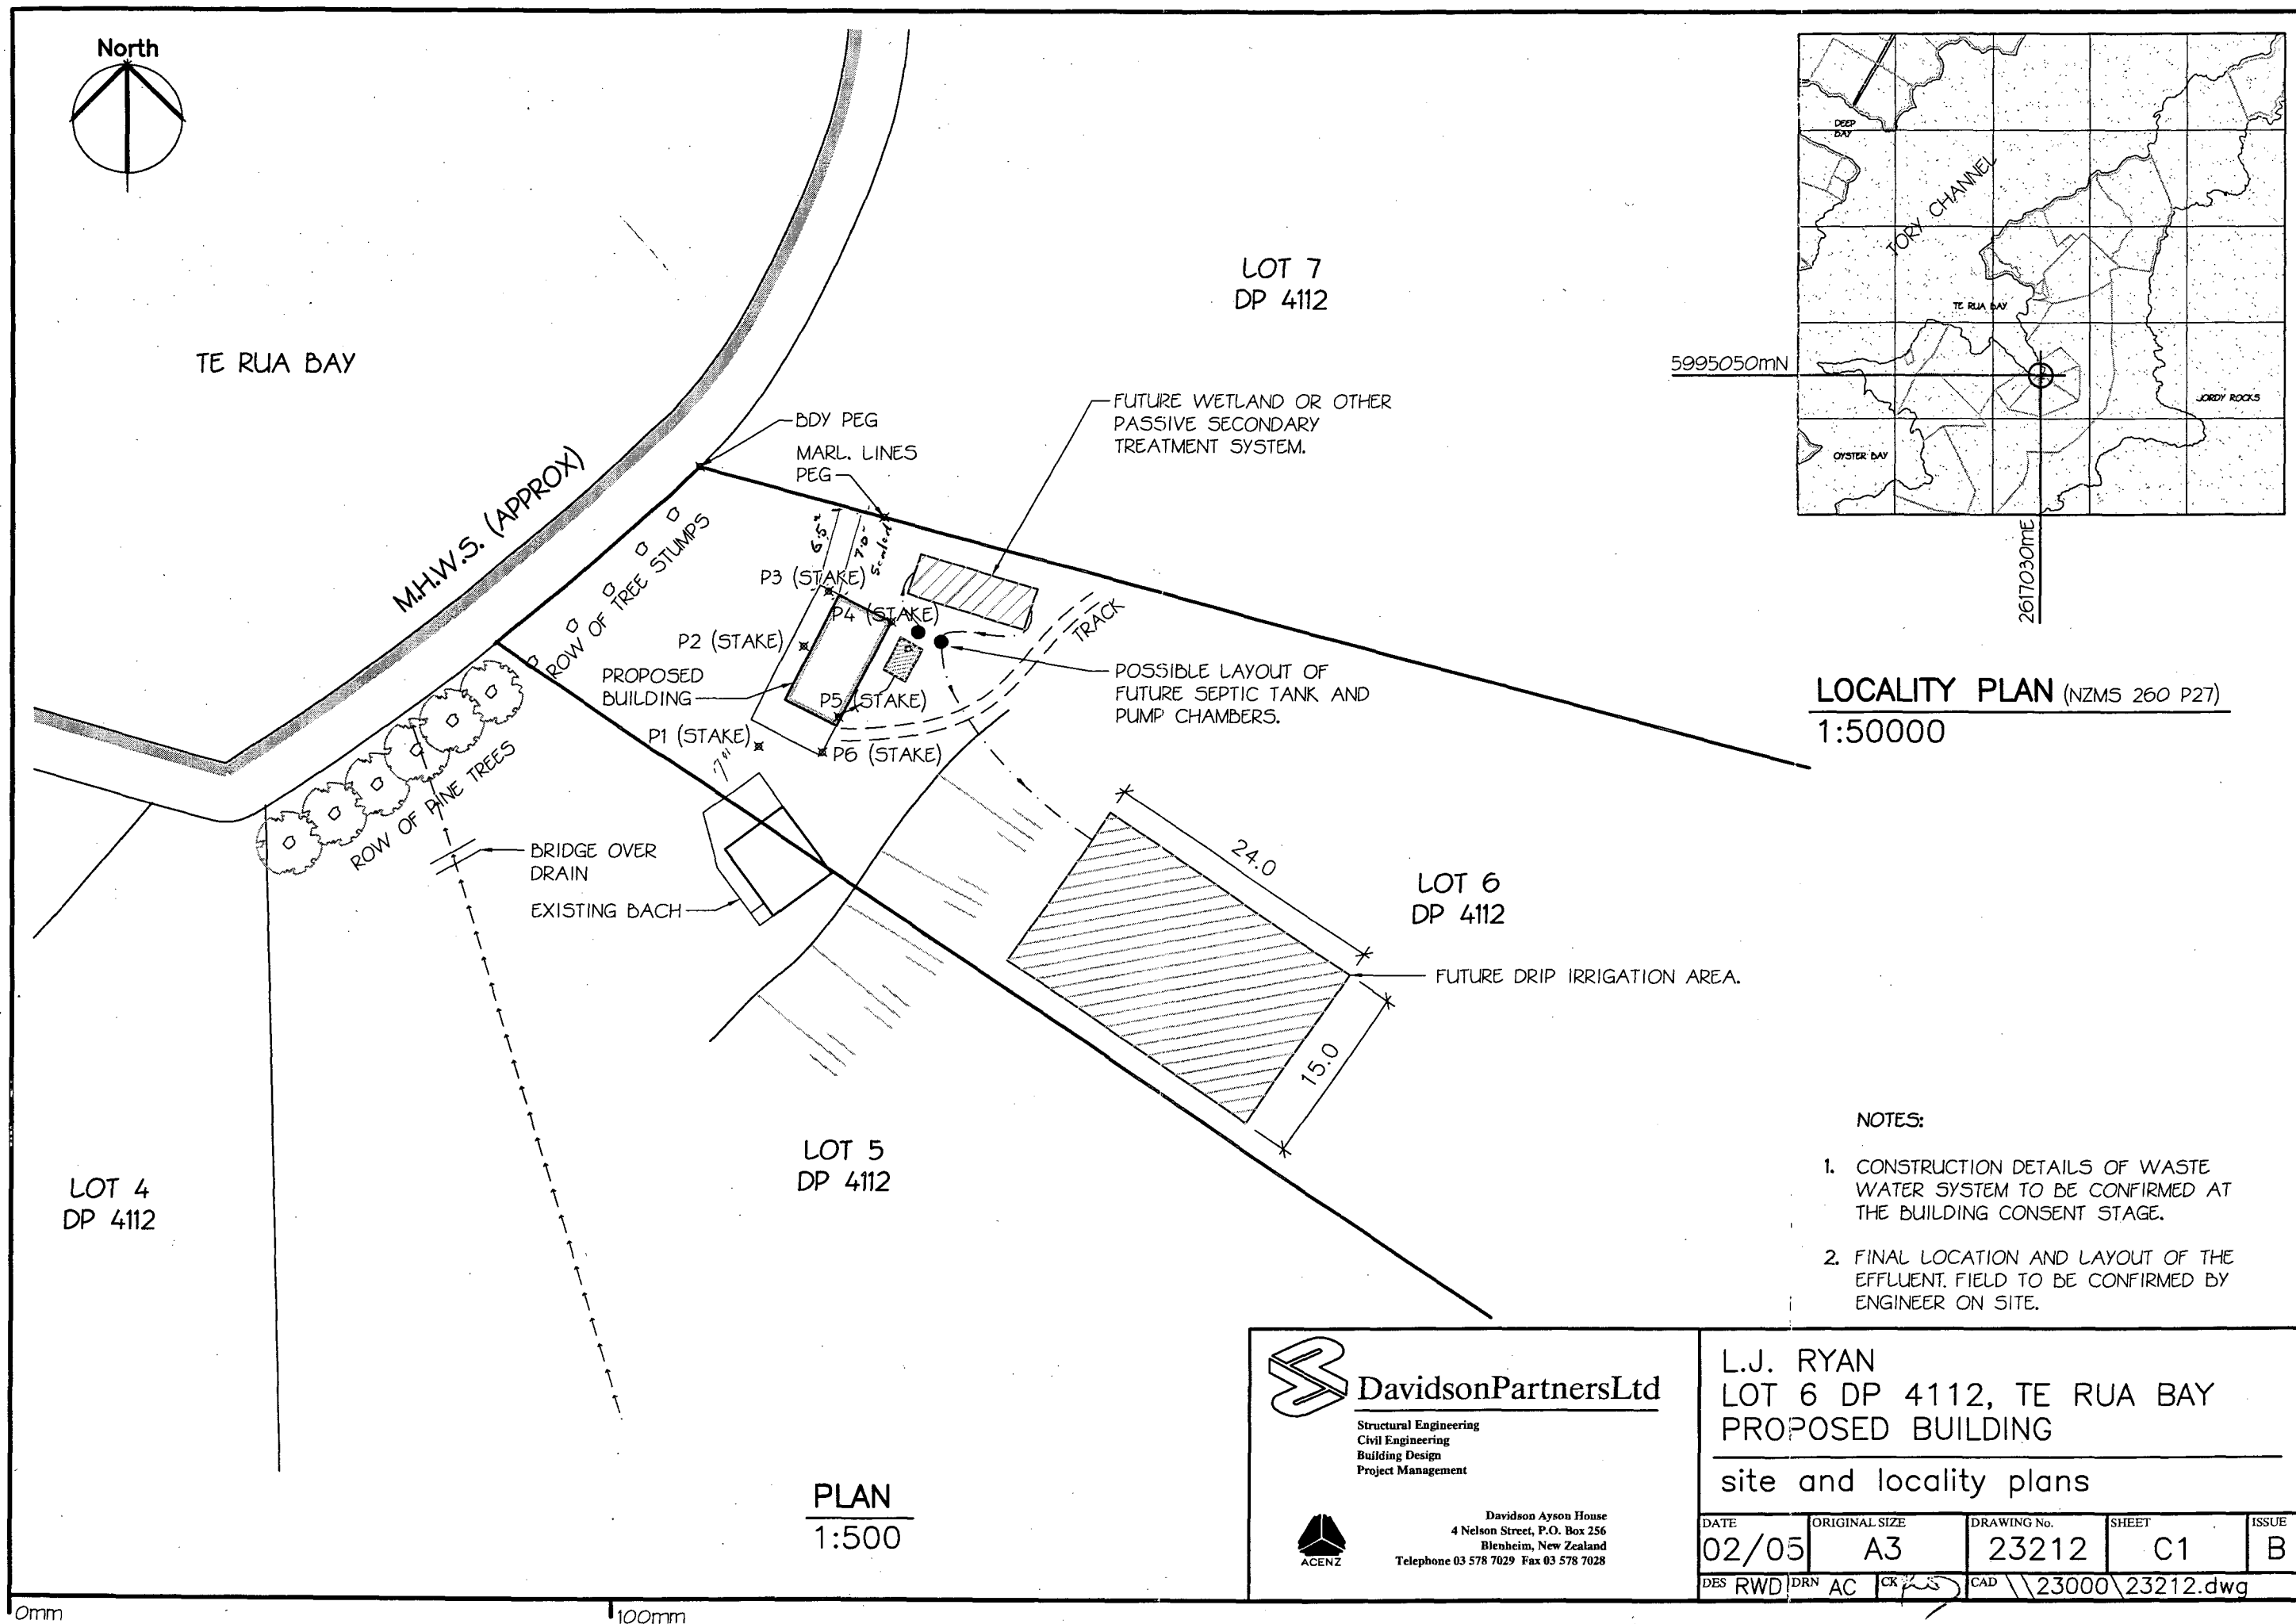 North
TE RUA BAY
M.H.W.S. (APPROX)
LOT 7
DP 4112
BDY PEG
MARL. LINES
PEG
FUTURE WETLAND OR OTHER
PASSIVE SECONDARY
TREATMENT SYSTEM.
ROW OF TREE STUMPS
6.5
7.0
Scaled
P3 (STAKE)
P4 (STAKE)
P2 (STAKE)
PROPOSED
BUILDING
P5 (STAKE)
P1 (STAKE)
P6 (STAKE)
TRACK
POSSIBLE LAYOUT OF
FUTURE SEPTIC TANK AND
PUMP CHAMBERS.
ROW OF PINE TREES
BRIDGE OVER
DRAIN
EXISTING BACH
24.0
15.0
LOT 6
DP 4112
FUTURE DRIP IRRIGATION AREA.
LOT 5
DP 4112
LOT 4
DP 4112
PLAN
1:500
DEEP
BAY
TORY CHANNEL
TE RUA BAY
JORDY ROCKS
OYSTER BAY
5995050mN
2617030mE
LOCALITY PLAN (NZMS 260 P27)
1:50000
NOTES:
1. CONSTRUCTION DETAILS OF WASTE
WATER SYSTEM TO BE CONFIRMED AT
THE BUILDING CONSENT STAGE.
2. FINAL LOCATION AND LAYOUT OF THE
EFFLUENT. FIELD TO BE CONFIRMED BY
ENGINEER ON SITE.
DavidsonPartnersLtd
Structural Engineering
Civil Engineering
Building Design
Project Management
ACENZ
Davidson Ayson House
4 Nelson Street, P.O. Box 256
Blenheim, New Zealand
Telephone 03 578 7029 Fax 03 578 7028
L.J. RYAN
LOT 6 DP 4112, TE RUA BAY
PROPOSED BUILDING
site and locality plans
DATE 02/05
ORIGINAL SIZE A3
DRAWING No. 23212
SHEET C1
ISSUE B
DES RWD DRN AC CK CAD \\23000\23212.dwg
0mm
100mm